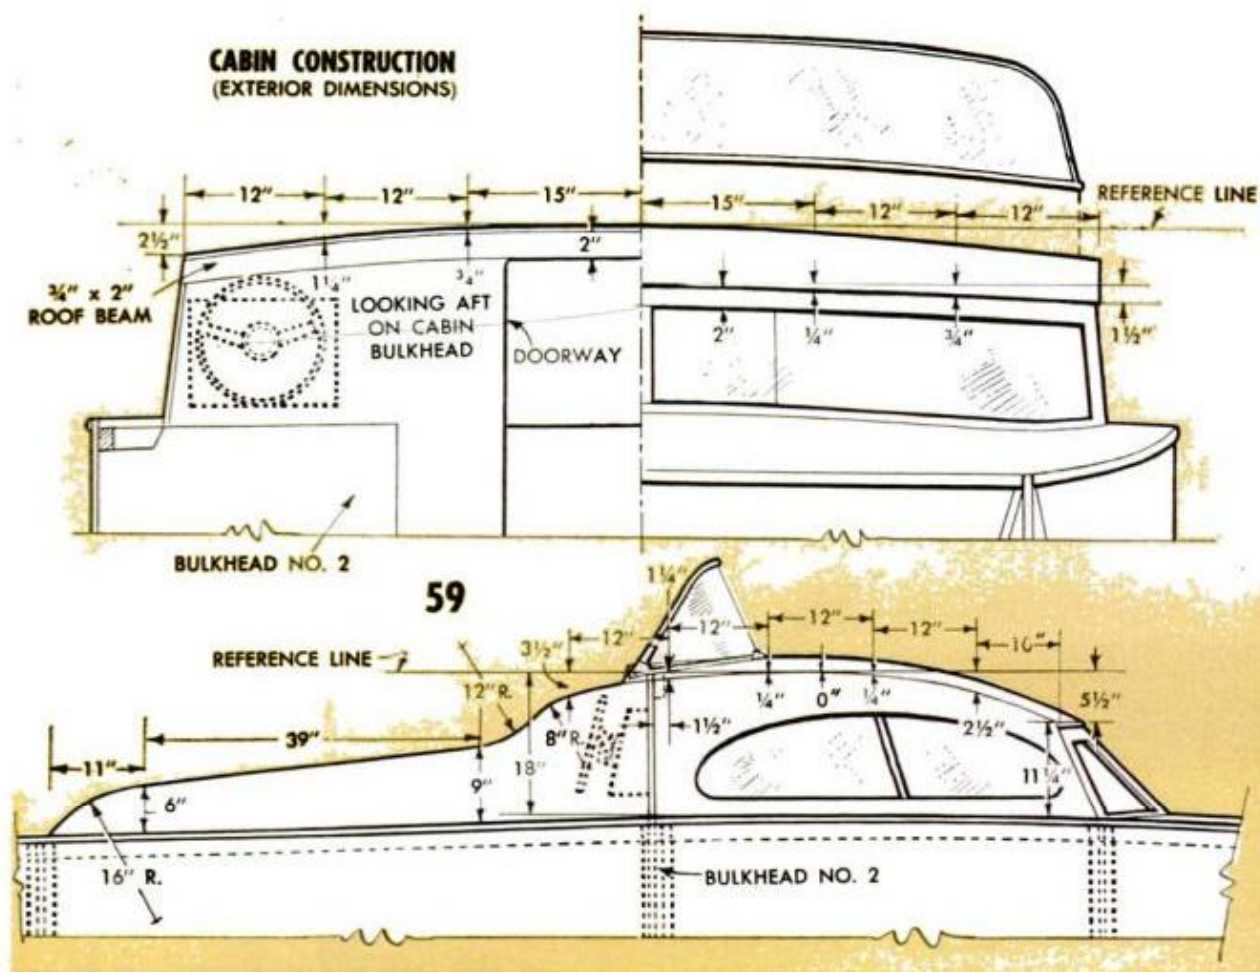 CABIN CONSTRUCTION
(EXTERIOR DIMENSIONS)
12" 12" 15" 15" 12" 12"
REFERENCE LINE
2½" 2"
¾" x 2"
ROOF BEAM
1¼" ¾"
LOOKING AFT
ON CABIN
BULKHEAD
DOORWAY
2" ¼" ¾" 1½"
BULKHEAD NO. 2
59
1¼"
12" 12" 12" 12"
3½"
REFERENCE LINE
12" R.
¼" 0" ¼" 5½"
1½" 2½"
39" 8" R.
11" 18" 11¼"
6" 9"
16" R.
BULKHEAD NO. 2